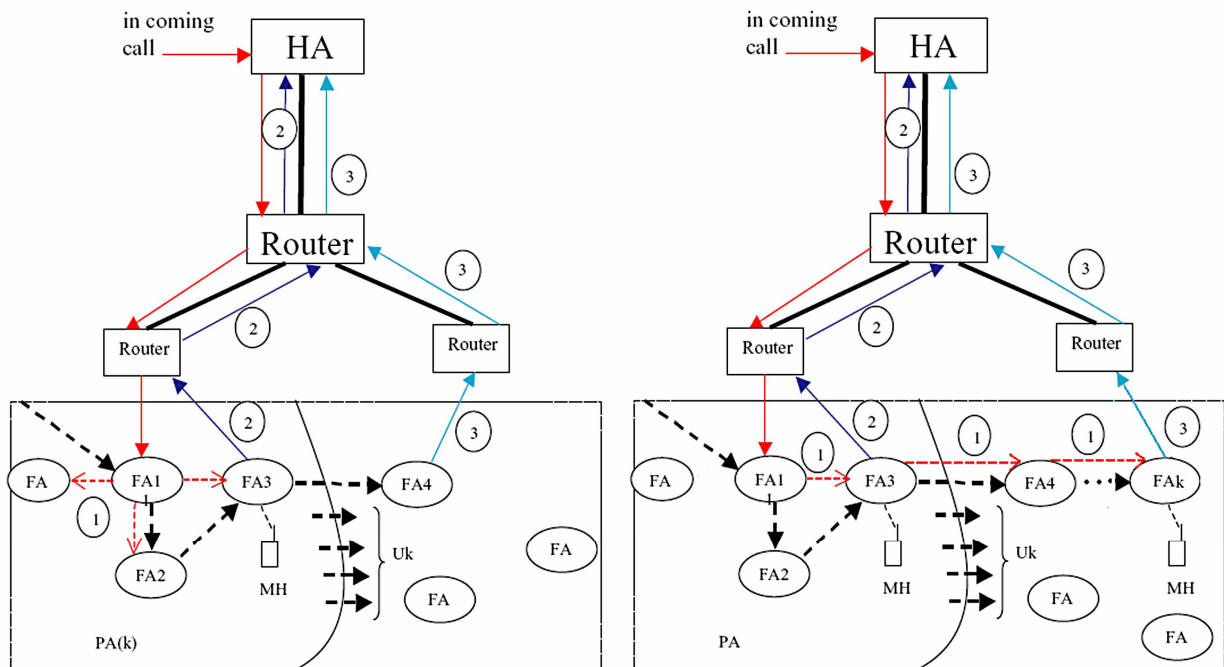 in coming
call
HA
2
3
Router
3
2
Router
Router
2
3
FA
FA1
FA3
FA4
1
FA2
MH
Uk
FA
FA
PA(k)
in coming
call
HA
2
3
Router
3
2
Router
Router
2
1
1
3
1
FA
FA1
FA3
FA4
FAk
FA2
MH
Uk
MH
FA
FA
PA